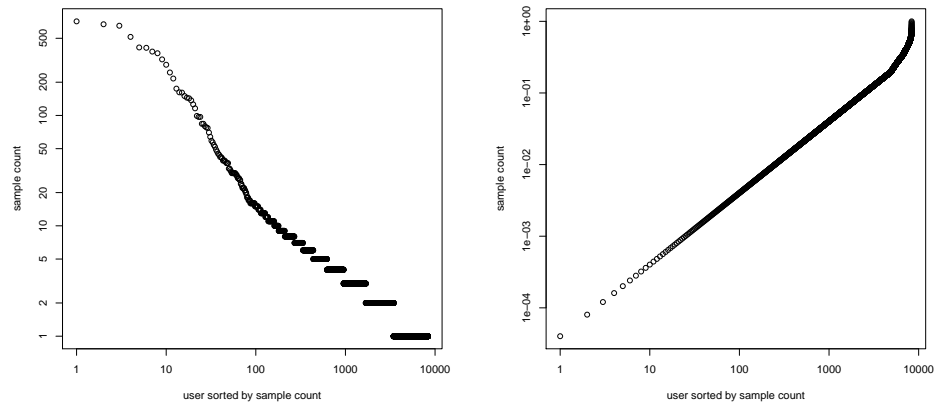 500
200
100
50
20
10
5
2
1
sample count
1 10 100 1000 10000
user sorted by sample count
1e+00
1e-01
1e-02
1e-03
1e-04
sample count
1 10 100 1000 10000
user sorted by sample count